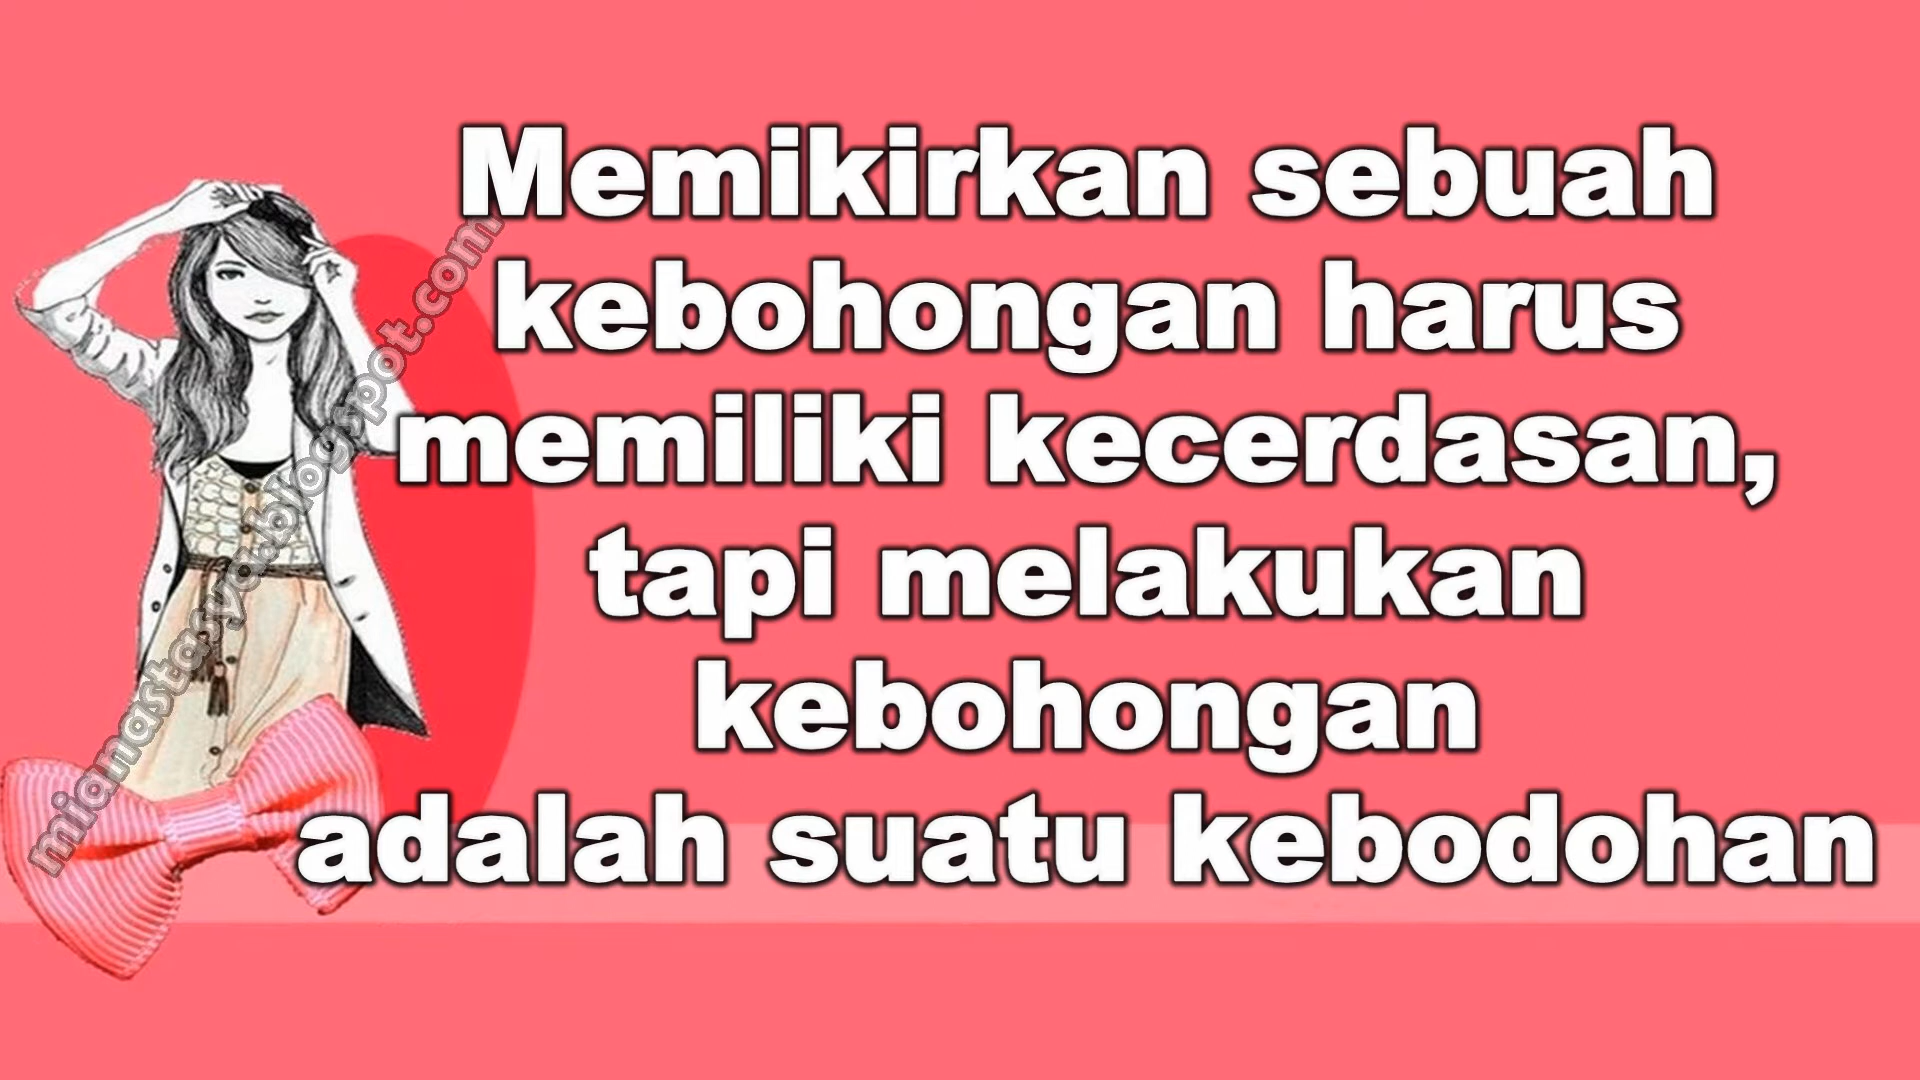 Memikirkan sebuah
kebohongan harus
memiliki kecerdasan,
tapi melakukan
kebohongan
adalah suatu kebodohan
mianastasya.blogspot.com